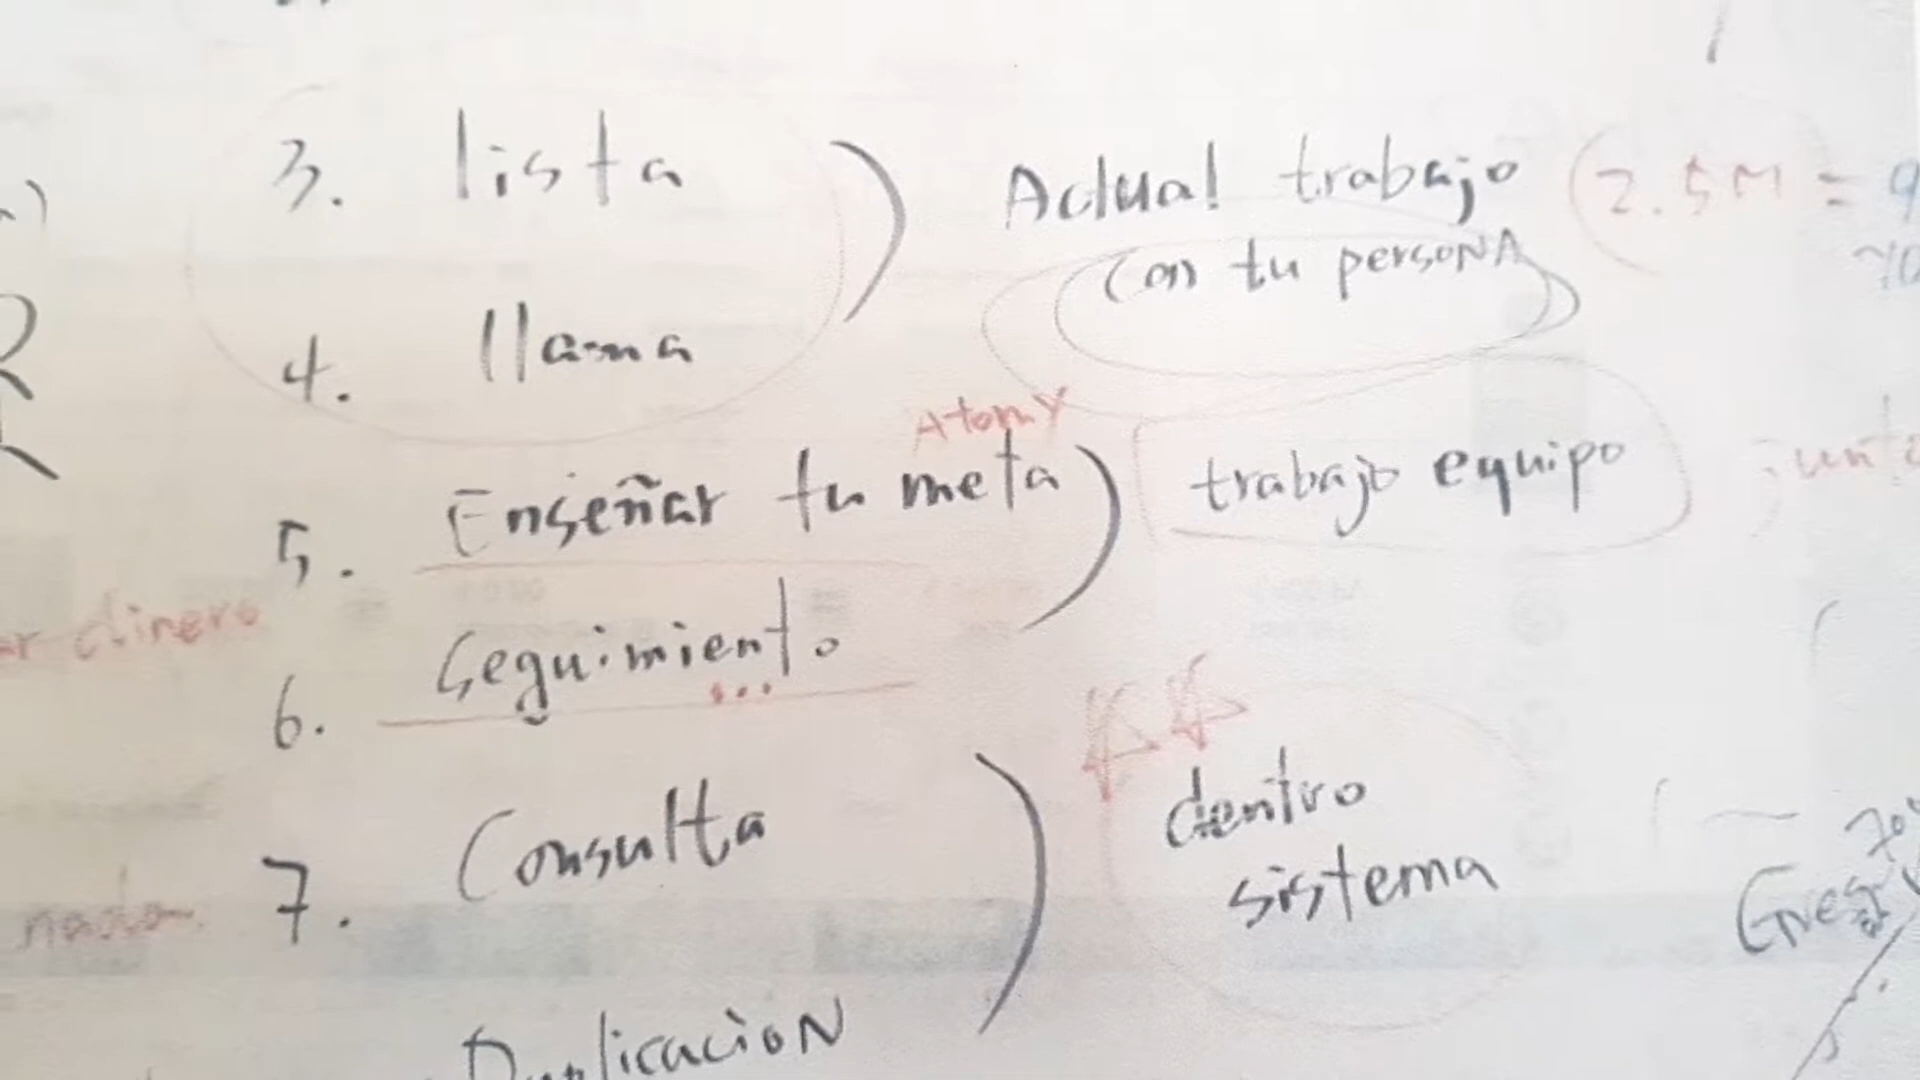 3. lista
4. llama
Actual trabajo
con tu persona
2.5M =
Atomy
5. Enseñar tu meta
trabajo equipo
dinero
6. Seguimiento
7. Consulta
dentro
sistema
nada
Duplicacion